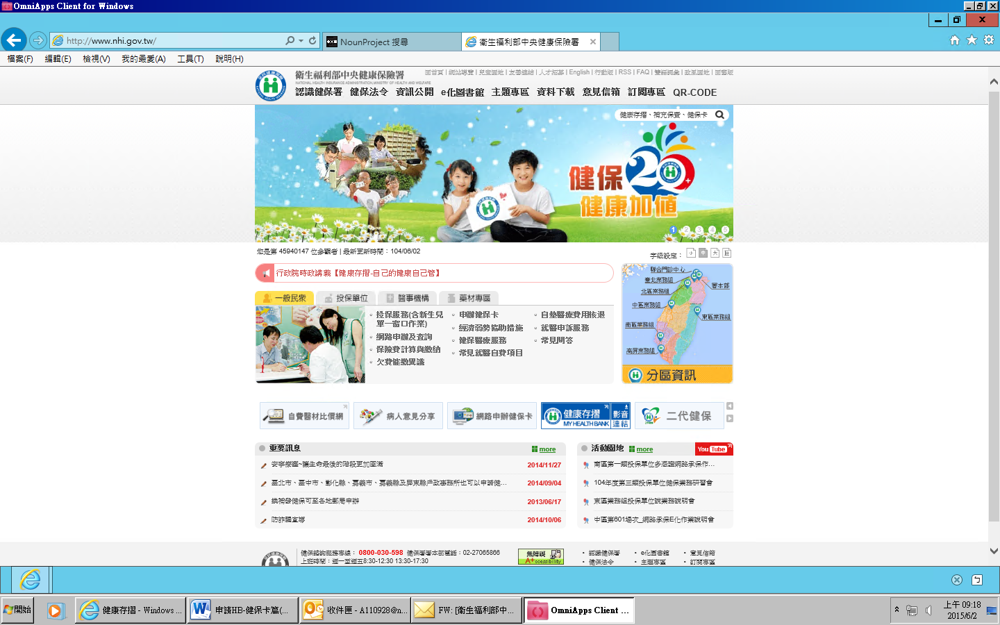 OmniApps Client for Windows
http://www.nhi.gov.tw/
NounProject 搜尋
衛生福利部中央健康保險署
檔案(F) 編輯(E) 檢視(V) 我的最愛(A) 工具(T) 說明(H)
衛生福利部中央健康保險署
NATIONAL HEALTH INSURANCE ADMINISTRATION,MINISTRY OF HEALTH AND WELFARE
回首頁 | 網站導覽 | 兒童園地 | 友善連結 | 人才招募 | English | 行動版 | RSS | FAQ | 雙語詞彙 | 政風園地 | 回舊版
認識健保署 健保法令 資訊公開 e化圖書館 主題專區 資料下載 意見信箱 訂閱專區 QR-CODE
健康存摺、補充保費、健保卡
健保20
健康加值
1 2 3 4 5
您是第 45940147 位參觀者 | 最新更新時間：104/06/02
字級設定： 小 中 大 巨
行政院時政講義【健康存摺-自己的健康自己管】
一般民眾 投保單位 醫事機構 藥材專區
投保服務(含新生兒單一窗口作業)
網路申辦及查詢
保險費計算與繳納
欠費催繳異議
申辦健保卡
經濟弱勢協助措施
健保醫療服務
常見就醫自費項目
自墊醫療費用核退
就醫申訴服務
常見問答
聯合門診中心
臺北業務組
署本部
北區業務組
中區業務組
東區業務組
南區業務組
高屏業務組
分區資訊
自費醫材比價網
病人意見分享
網路申辦健保卡
健康存摺
MY HEALTH BANK
影音連結
二代健保
重要訊息 more
安寧療護~讓生命最後的階段更加圓滿 2014/11/27
臺北市、臺中市、彰化縣、嘉義市、嘉義縣及屏東縣戶政事務所也可以申請健... 2014/09/04
換補發健保可至各地郵局申辦 2013/06/17
防詐騙宣導 2014/10/06
活動園地 more
You Tube
南區第一類投保單位多憑證網路承保作...
104年度第三類投保單位健保業務研習會
東區業務組投保單位說業務說明會
中區第601場次_網路承保E化作業說明會
健保諮詢服務專線： 0800-030-598 健保署署本部電話：02-27065866
上班時間：週一至週五8:30-12:30 13:30-17:30
無障礙
A+ccessibility
認識健保署
e化圖書館
意見信箱
健保法令
主題專區
訂閱專區
開始
健康存摺 - Windows ...
申請HB-健保卡篇(...
收件匣 - A110928@n...
FW: [衛生福利部中...
OmniApps Client ...
上午 09:18
2015/6/2